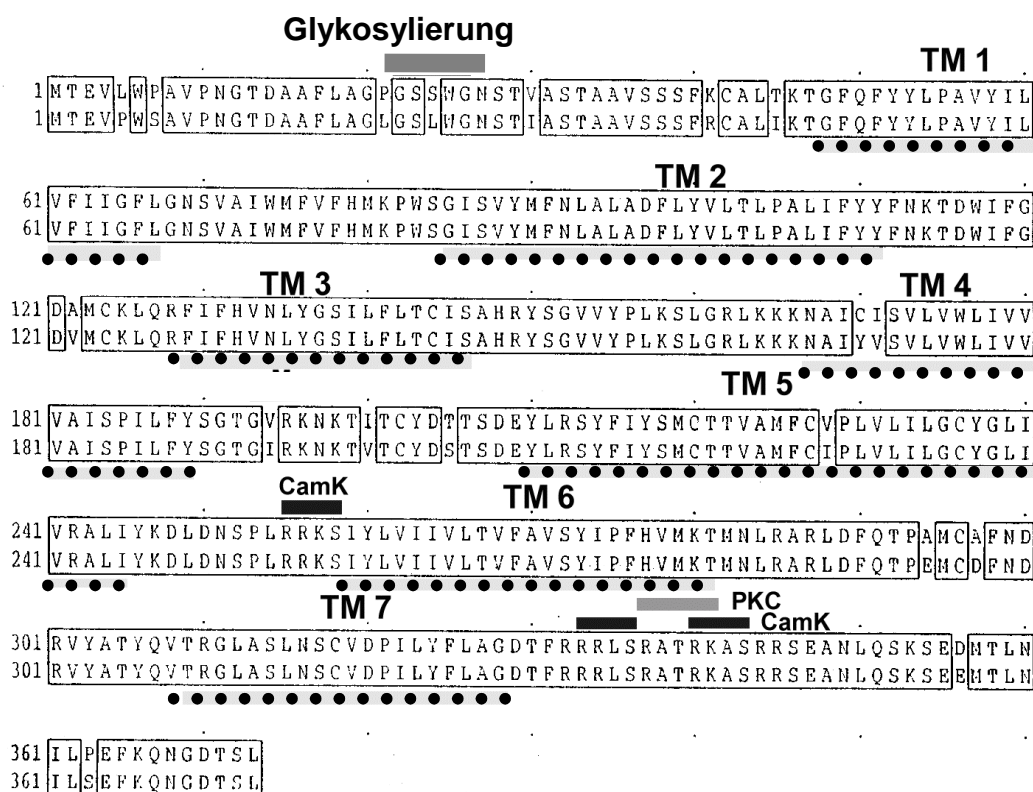 Glykosylierung
TM 1
1 MTEVLWPAVPNGTDAAFLAGPGSSWGNSTVASTAAVSSSFKCALTKTGFQFYYLPAVYIL
1 MTEVPWSAVPNGTDAAFLAGLGSLWGNSTIASTAAVSSSFRCALIKTGFQFYYLPAVYIL
TM 2
61 VFIIGFLGNSVAIWMFVFHMKPWSGISVYMFNLALADFLYVLTLPALIFYYFNKTDWIFG
61 VFIIGFLGNSVAIWMFVFHMKPWSGISVYMFNLALADFLYVLTLPALIFYYFNKTDWIFG
TM 3 TM 4
121 DAMCKLQRFIFHVNLYGSILFLTCISAHRYSGVVYPLKSLGRLKKKNAICISVLVWLIVV
121 DVMCKLQRFIFHVNLYGSILFLTCISAHRYSGVVYPLKSLGRLKKKNAIYVSVLVWLIVV
TM 5
181 VAISPILFYSGTGVRKNKTITCYDTTSDEYLRSYFIYSMCTTVAMFCVPLVLILGCYGLI
181 VAISPILFYSGTGIRKNKTVTCYDSTSDEYLRSYFIYSMCTTVAMFCIPLVLILGCYGLI
CamK TM 6
241 VRALIYKDLDNSPLRRKSIYLVIIVLTVFAVSYIPFHVMKTMNLRARLDFQTPAMCAFND
241 VRALIYKDLDNSPLRRKSIYLVIIVLTVFAVSYIPFHVMKTMNLRARLDFQTPEMCDFND
TM 7 PKC
CamK
301 RVYATYQVTRGLASLNSCVDPILYFLAGDTFRRRLSRATRKASRRSEANLQSKSEDMTLN
301 RVYATYQVTRGLASLNSCVDPILYFLAGDTFRRRLSRATRKASRRSEANLQSKSEEMTLN
361 ILPEFKQNGDTSL
361 ILSEFKQNGDTSL